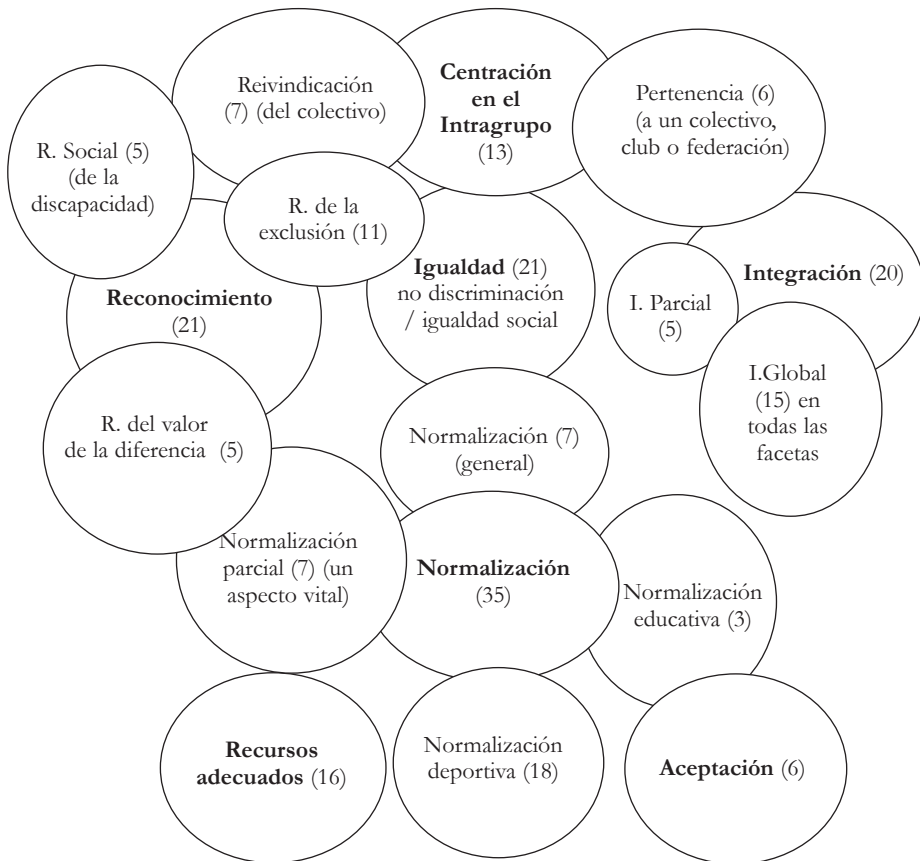 Reivindicación
(7) (del colectivo)
Centración
en el
Intragrupo
(13)
Pertenencia (6)
(a un colectivo,
club o federación)
R. Social (5)
(de la
discapacidad)
R. de la
exclusión (11)
Igualdad (21)
no discriminación
/ igualdad social
Integración (20)
Reconocimiento
(21)
I. Parcial
(5)
I.Global
(15) en
todas las
facetas
R. del valor
de la diferencia (5)
Normalización (7)
(general)
Normalización
parcial (7) (un
aspecto vital)
Normalización
(35)
Normalización
educativa (3)
Recursos
adecuados (16)
Normalización
deportiva (18)
Aceptación (6)